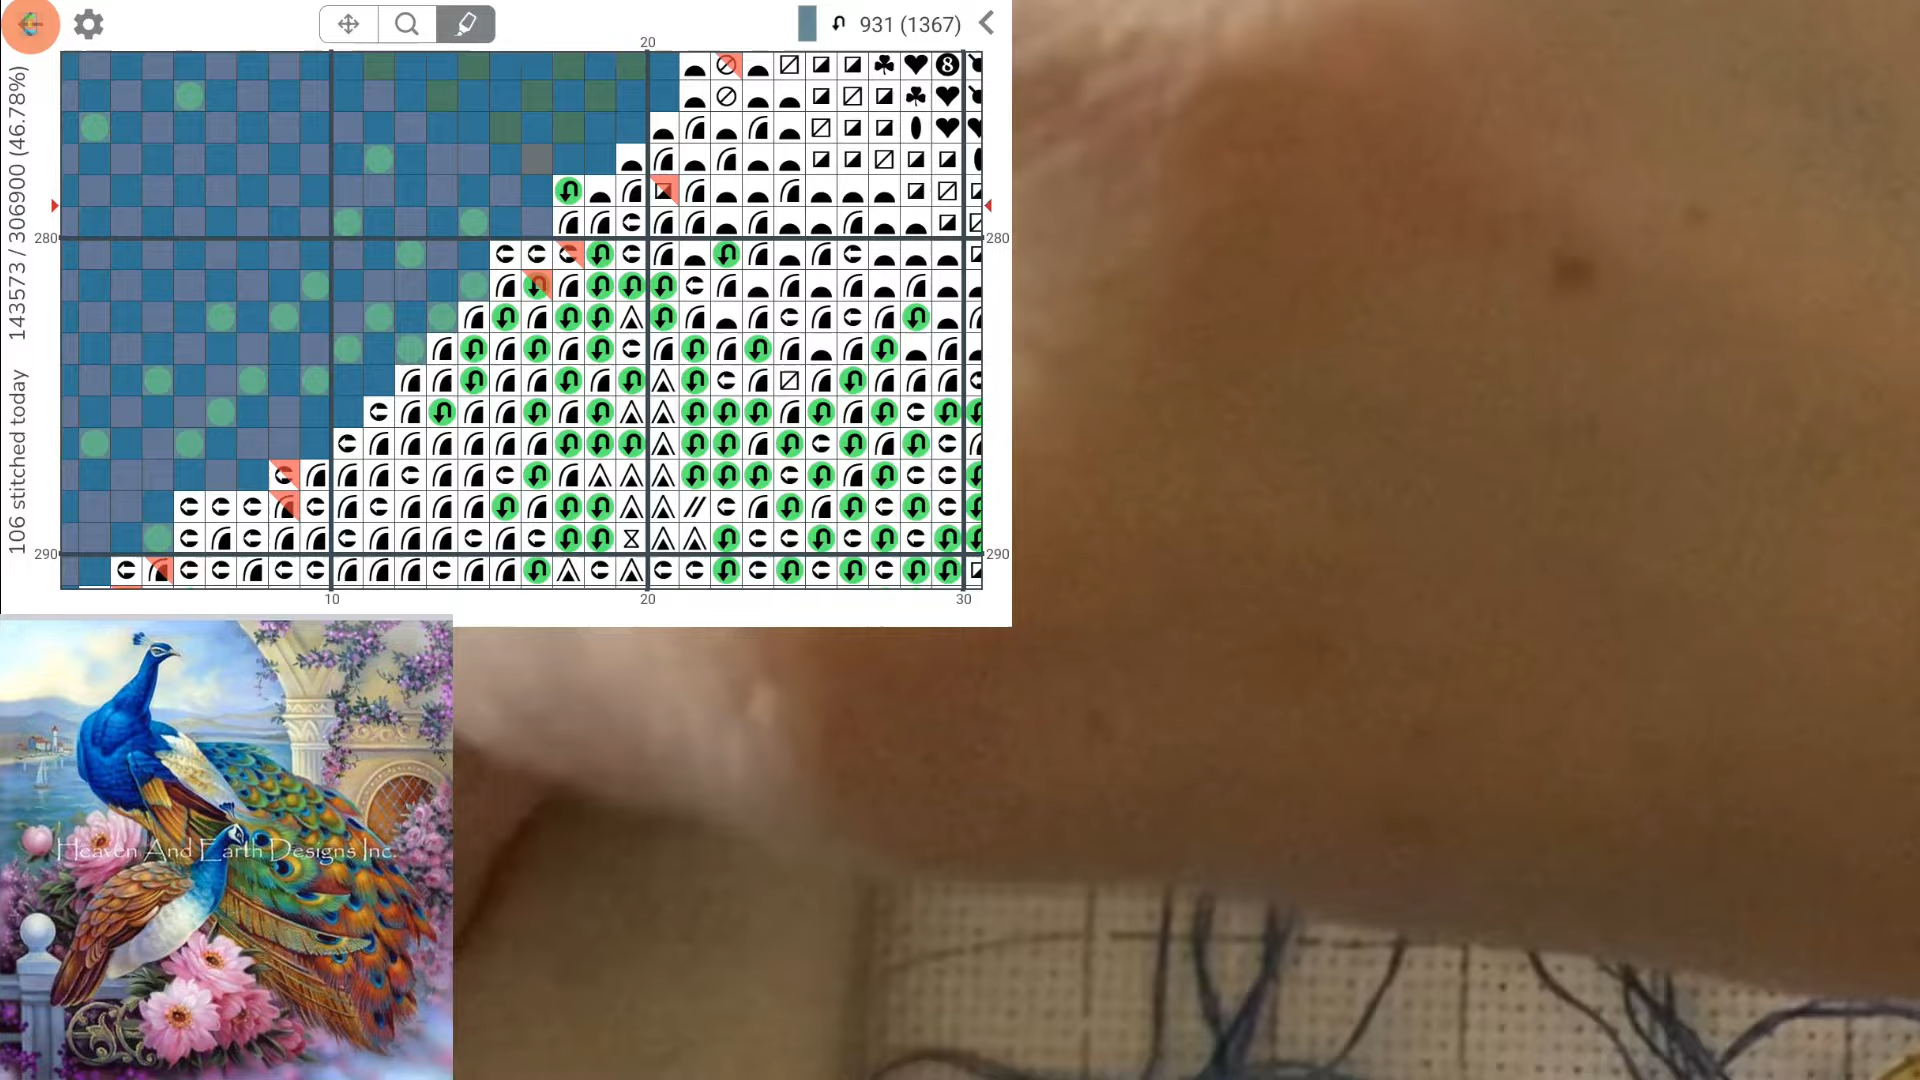 931 (1367)
20
106 stitched today 143573 / 306900 (46.78%)
280 280
290 290
10 20 30
Heaven And Earth Designs Inc.